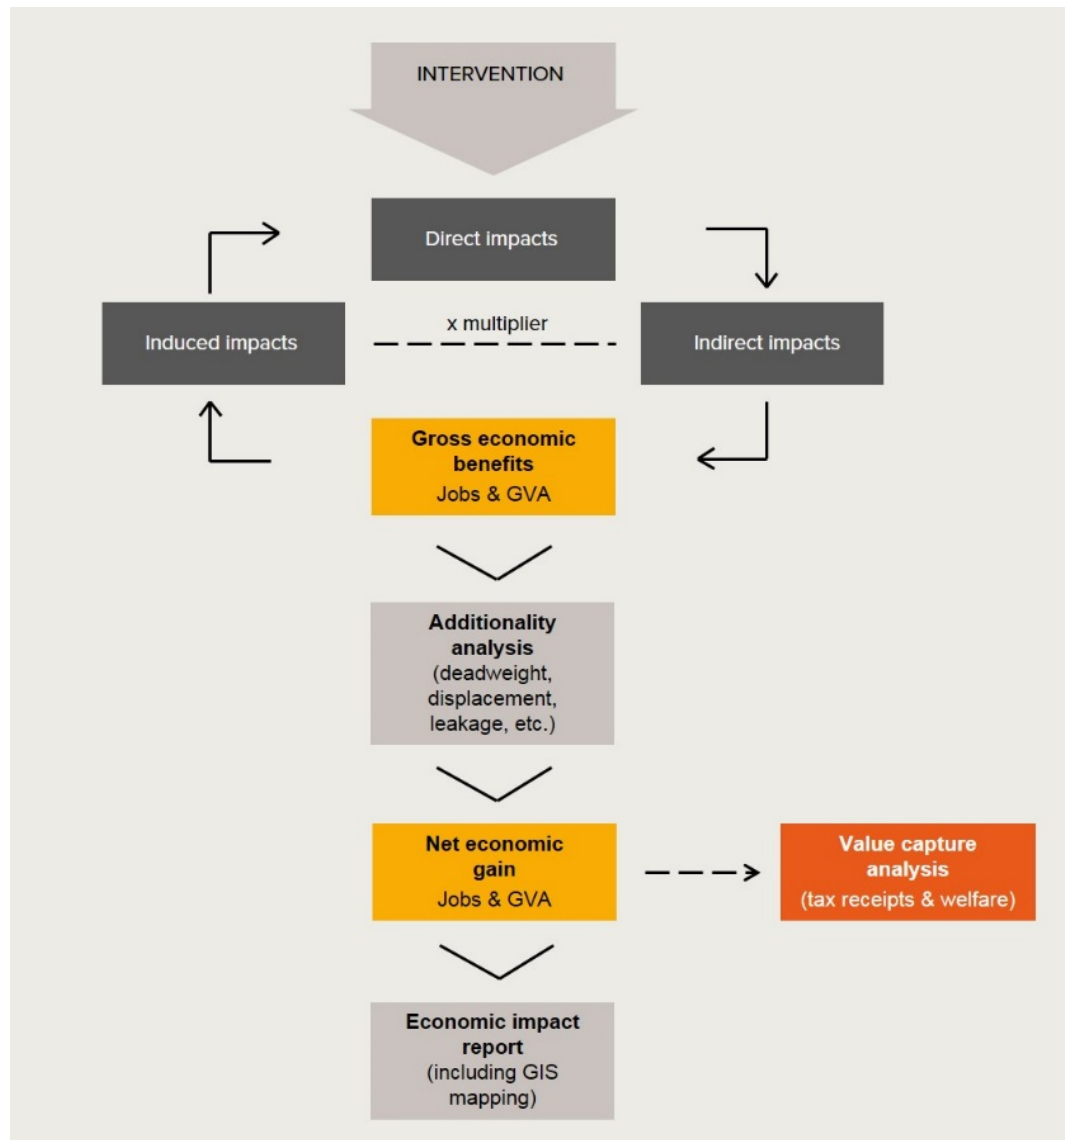 INTERVENTION
Direct impacts
x multiplier
Induced impacts
Indirect impacts
Gross economic
benefits
Jobs & GVA
Additionality
analysis
(deadweight,
displacement,
leakage, etc.)
Net economic
gain
Jobs & GVA
Value capture
analysis
(tax receipts & welfare)
Economic impact
report
(including GIS
mapping)